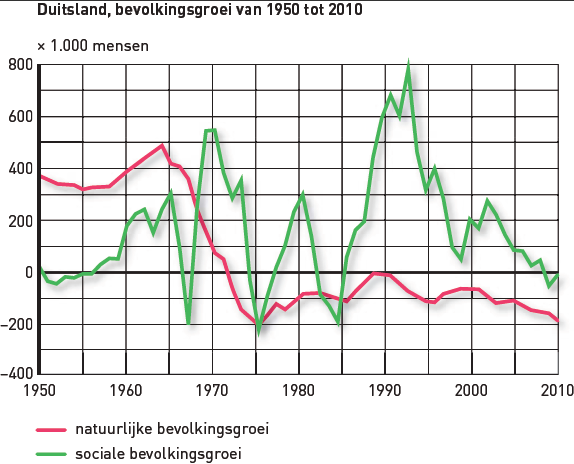 Duitsland, bevolkingsgroei van 1950 tot 2010
× 1.000 mensen
800
600
400
200
0
–200
–400
1950 1960 1970 1980 1990 2000 2010
natuurlijke bevolkingsgroei
sociale bevolkingsgroei